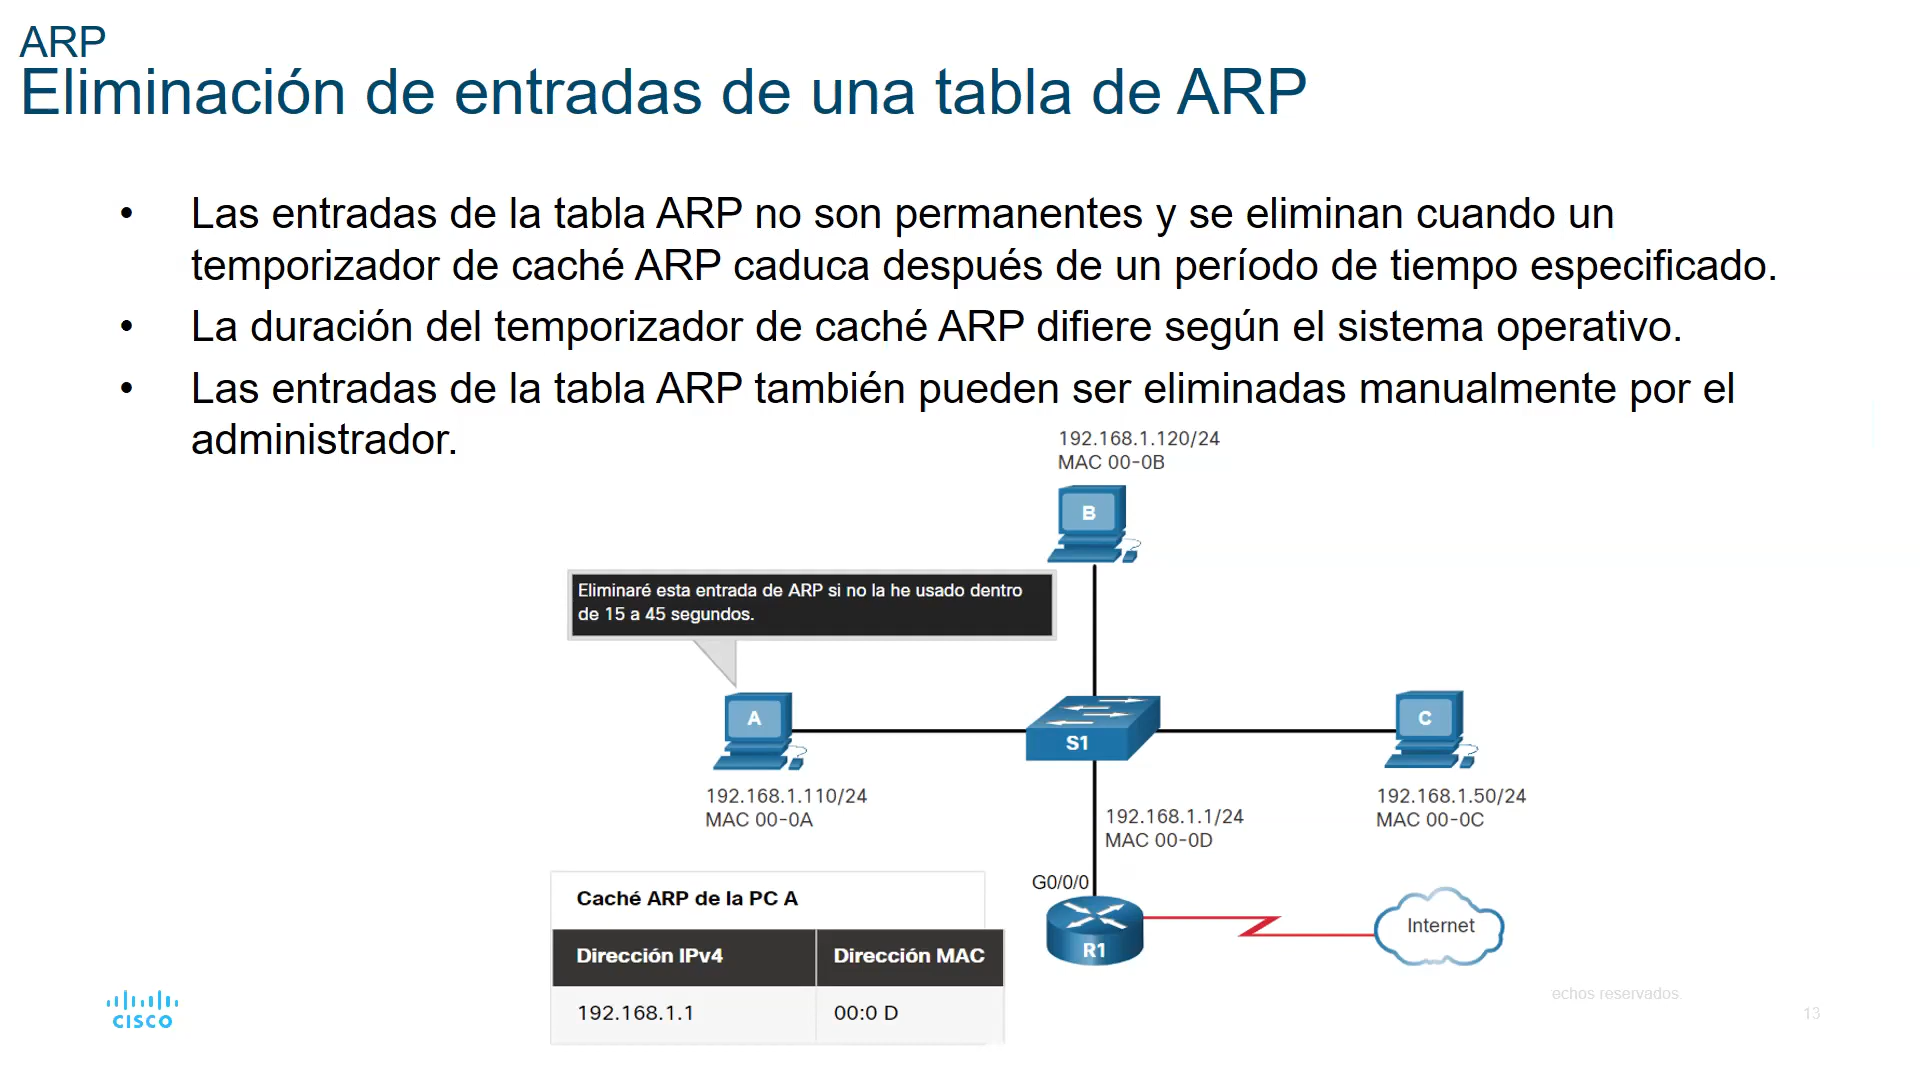 ARP
Eliminación de entradas de una tabla de ARP
• Las entradas de la tabla ARP no son permanentes y se eliminan cuando un
temporizador de caché ARP caduca después de un período de tiempo especificado.
• La duración del temporizador de caché ARP difiere según el sistema operativo.
• Las entradas de la tabla ARP también pueden ser eliminadas manualmente por el
administrador.
192.168.1.120/24
MAC 00-0B
B
Eliminaré esta entrada de ARP si no la he usado dentro
de 15 a 45 segundos.
A
S1
C
192.168.1.110/24
MAC 00-0A
192.168.1.1/24
MAC 00-0D
192.168.1.50/24
MAC 00-0C
G0/0/0
R1
Internet
Caché ARP de la PC A
Dirección IPv4 Dirección MAC
192.168.1.1 00:0 D
CISCO
echos reservados.
13